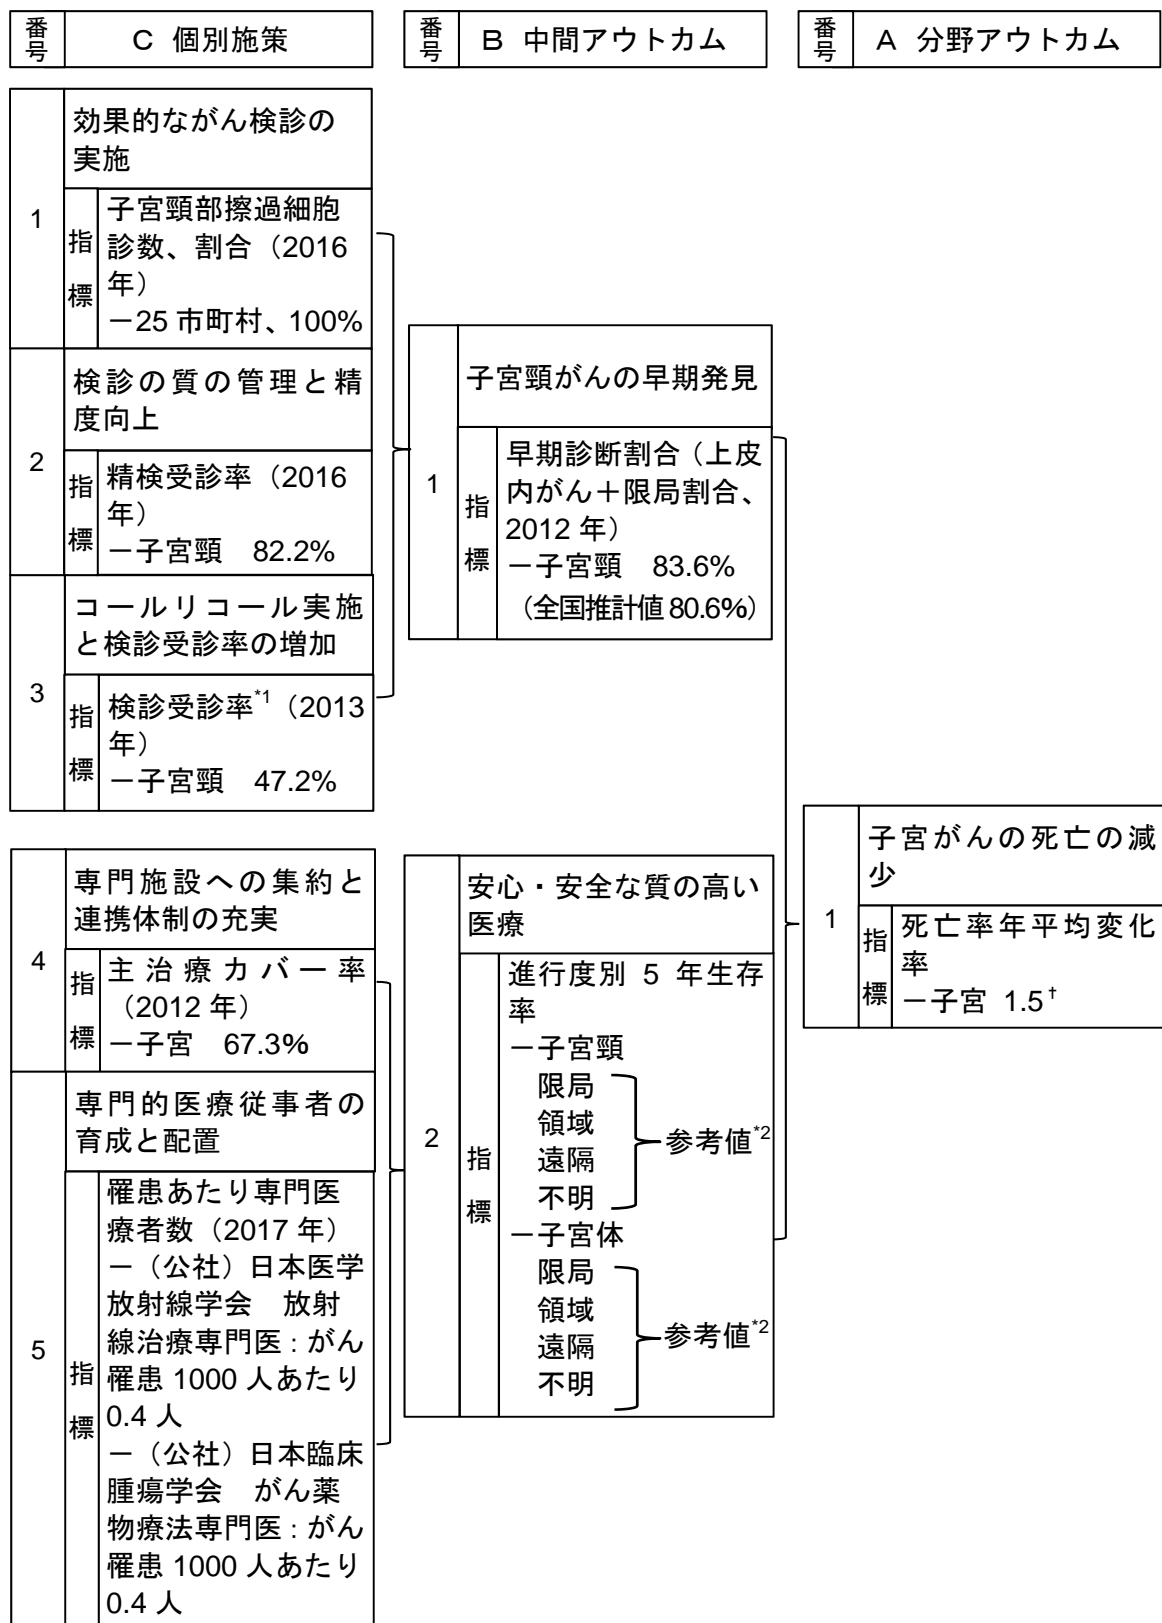 番号
C 個別施策
番号
B 中間アウトカム
番号
A 分野アウトカム
1
効果的ながん検診の
実施
指標
子宮頸部擦過細胞
診数、割合（2016
年）
－25 市町村、100%
2
検診の質の管理と精
度向上
指標
精検受診率（2016
年）
－子宮頸　82.2%
3
コールリコール実施
と検診受診率の増加
指標
検診受診率*1（2013
年）
－子宮頸　47.2%
4
専門施設への集約と
連携体制の充実
指標
主治療カバー率
（2012 年）
－子宮　67.3%
5
専門的医療従事者の
育成と配置
指標
罹患あたり専門医
療者数（2017 年）
－（公社）日本医学
放射線学会　放射
線治療専門医：がん
罹患 1000 人あたり
0.4 人
－（公社）日本臨床
腫瘍学会　がん薬
物療法専門医：がん
罹患 1000 人あたり
0.4 人
1
子宮頸がんの早期発見
指標
早期診断割合（上皮
内がん＋限局割合、
2012 年）
－子宮頸　83.6%
（全国推計値 80.6%）
2
安心・安全な質の高い
医療
指標
進行度別 5 年生存
率
－子宮頸
限局
領域
遠隔
不明
参考値*2
－子宮体
限局
領域
遠隔
不明
参考値*2
1
子宮がんの死亡の減
少
指標
死亡率年平均変化
率
－子宮 1.5†